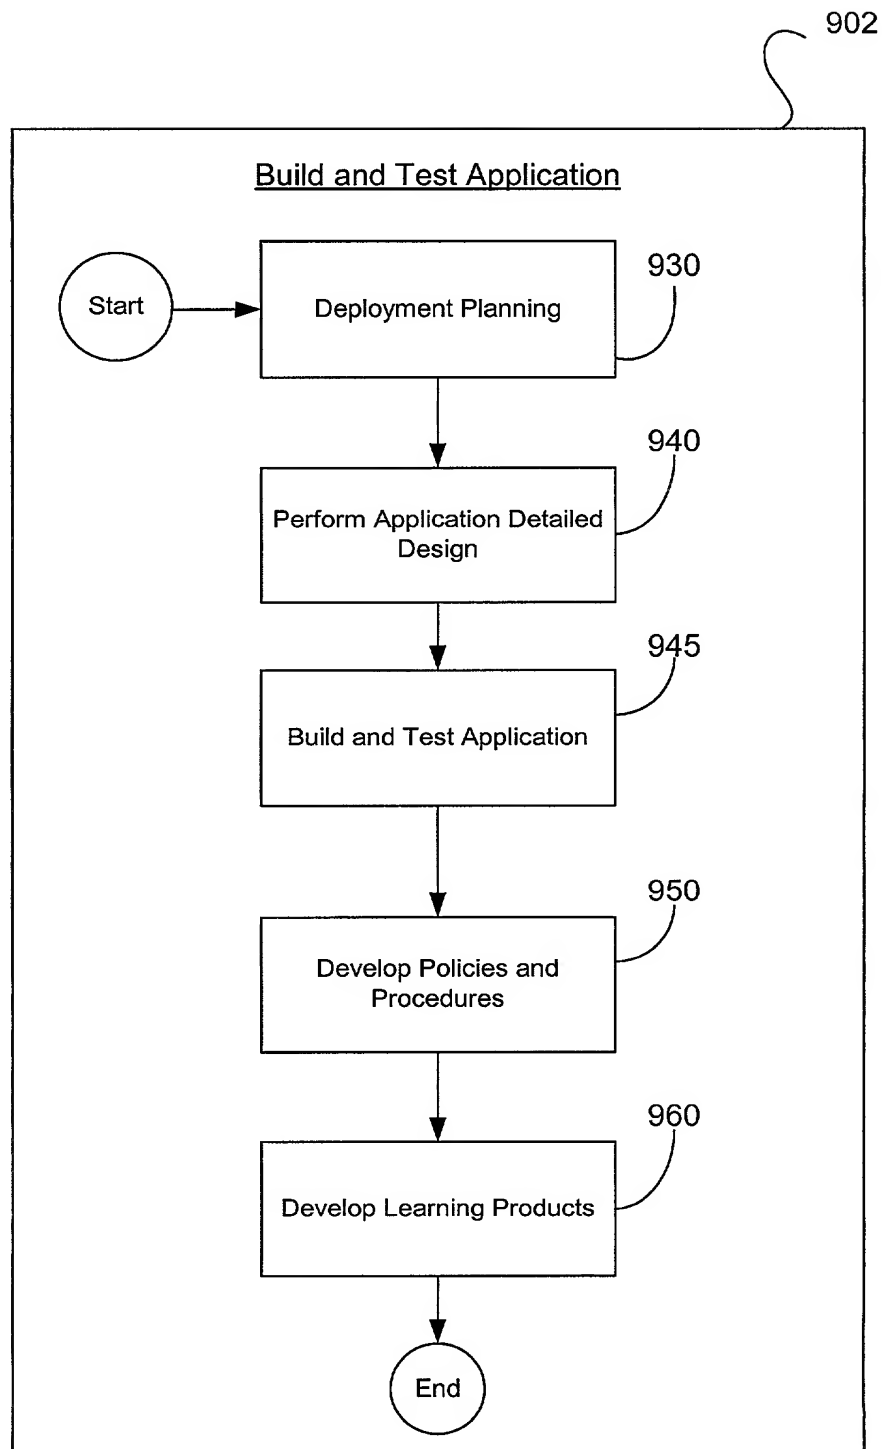 902
Build and Test Application
Start
Deployment Planning
930
940
Perform Application Detailed
Design
945
Build and Test Application
950
Develop Policies and
Procedures
960
Develop Learning Products
End